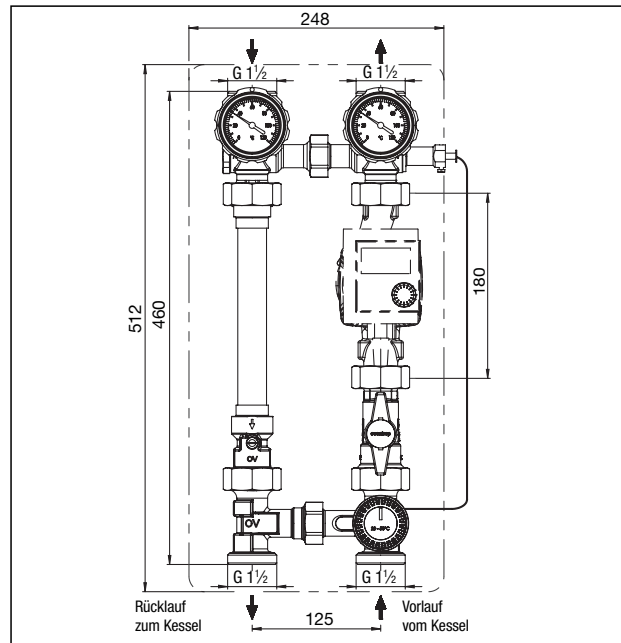 248
G 1½
G 1½
°C
°C
180
512
460
OV
OV
G 1½
G 1½
Rücklauf
zum Kessel
125
Vorlauf
vom Kessel